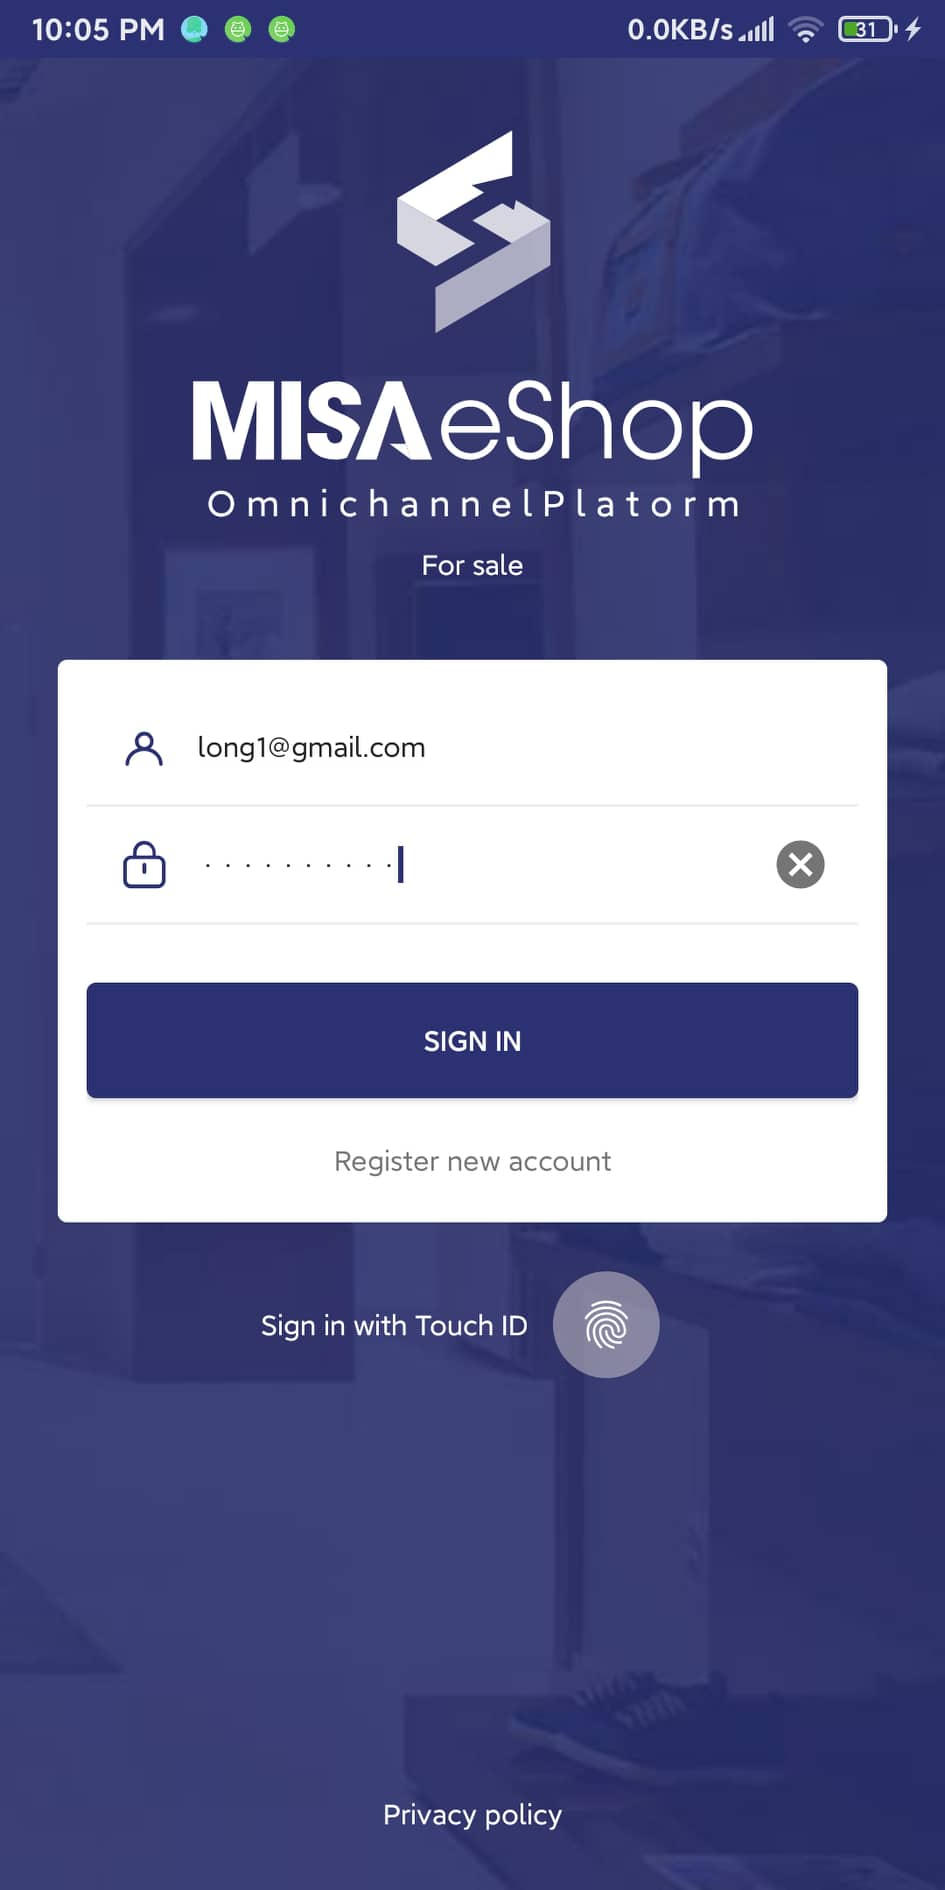 10:05 PM 0.0KB/s 31
MISA eShop
OmnichannelPlatorm
For sale
long1@gmail.com
··········
SIGN IN
Register new account
Sign in with Touch ID
Privacy policy